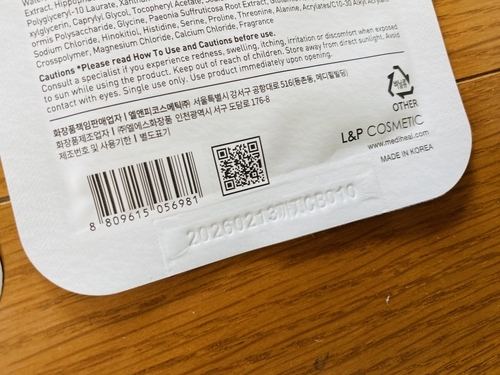 Extract,
Polyglyceryl-10 Laurate, Xanthan
xylglycerin, Caprylyl Glycol, Tocopheryl Acetate,
ormis Polysaccharide, Glycine, Paeonia Suffruticosa Root Extract,
Sodium Chloride, Hinokitiol, Histidine, Serine, Proline, Threonine, Alanine, Acrylates/C10-30 Alkyl Acrylate
Crosspolymer, Magnesium Chloride, Calcium Chloride, Fragrance
Cautions *Please read How To Use and Cautions before use.
Consult a specialist if you experience redness, swelling, itching, irritation or discomfort when exposed
to sun while using the product. Keep out of reach of children. Store away from direct sunlight. Avoid
contact with eyes. Single use only. Use product immediately upon opening.
화장품책임판매업자 | 엘앤피코스메틱㈜ 서울특별시 강서구 공항대로 516(등촌동, 메디힐빌딩)
화장품제조업자 | ㈜엘에스화장품 인천광역시 서구 도담로 176-8
제조번호 및 사용기한 | 별도표기
OTHER
L&P COSMETIC
www.mediheal.com
MADE IN KOREA
8 809615 056981
20260213